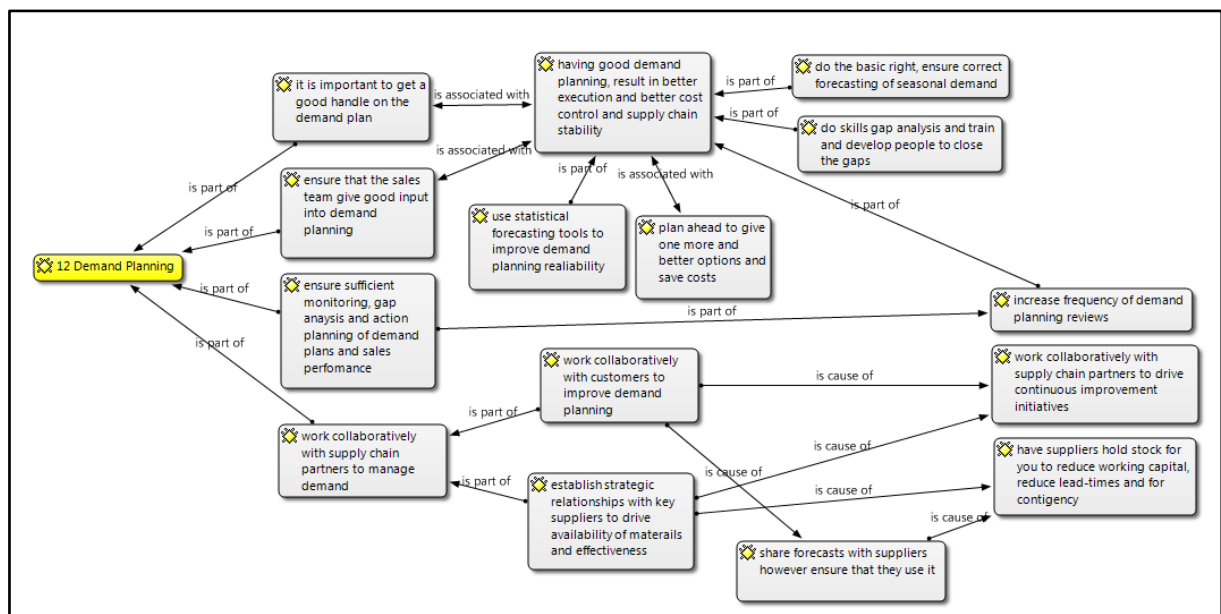 having good demand
planning, result in better
execution and better cost
control and supply chain
stability
do the basic right, ensure correct
forecasting of seasonal demand
it is important to get a
good handle on the
demand plan
is associated with
is part of
is part of
do skills gap analysis and train
and develop people to close
the gaps
is associated with
is part of
is associated with
is part of
ensure that the sales
team give good input
into demand
planning
is part of
use statistical
forecasting tools to
improve demand
planning realiability
plan ahead to give
one more and
better options and
save costs
is part of
12 Demand Planning
is part of
ensure sufficient
monitoring, gap
anaysis and action
planning of demand
plans and sales
perfomance
is part of
increase frequency of demand
planning reviews
is part of
work collaboratively
with customers to
improve demand
planning
is cause of
work collaboratively with
supply chain partners to drive
continuous improvement
initiatives
is part of
work collaboratively
with supply chain
partners to manage
demand
is cause of
is part of
establish strategic
relationships with key
suppliers to drive
availability of materails
and effectiveness
is cause of
is cause of
have suppliers hold stock for
you to reduce working capital,
reduce lead-times and for
contigency
is cause of
share forecasts with suppliers
however ensure that they use it